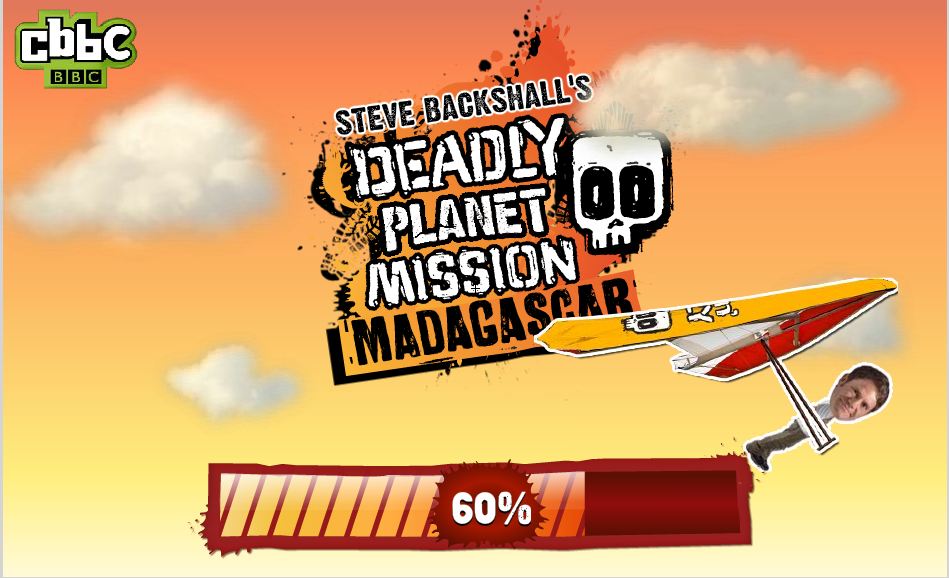 cbbc
BBC
STEVE BACKSHALL'S
DEADLY
PLANET
MISSION
MADAGASCAR
60%